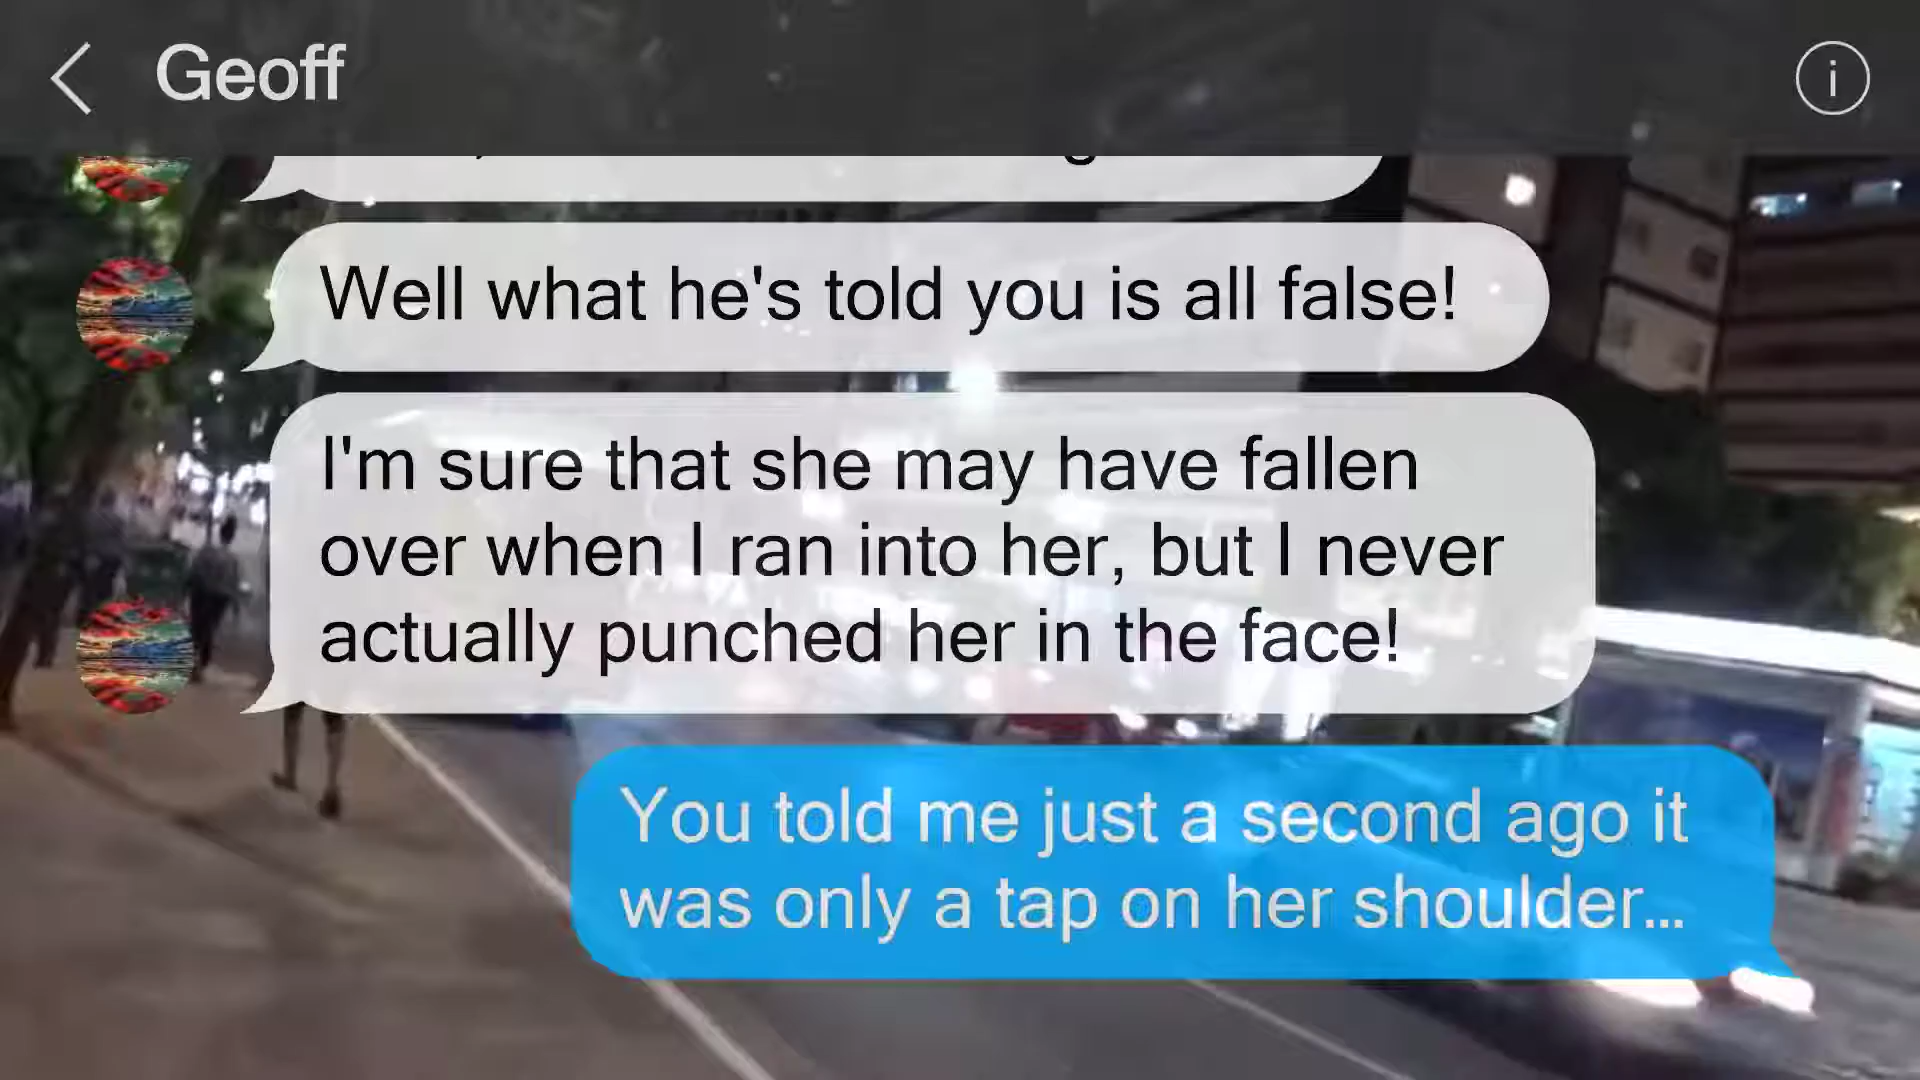 Geoff
Well what he's told you is all false!
I'm sure that she may have fallen
over when I ran into her, but I never
actually punched her in the face!
You told me just a second ago it
was only a tap on her shoulder...